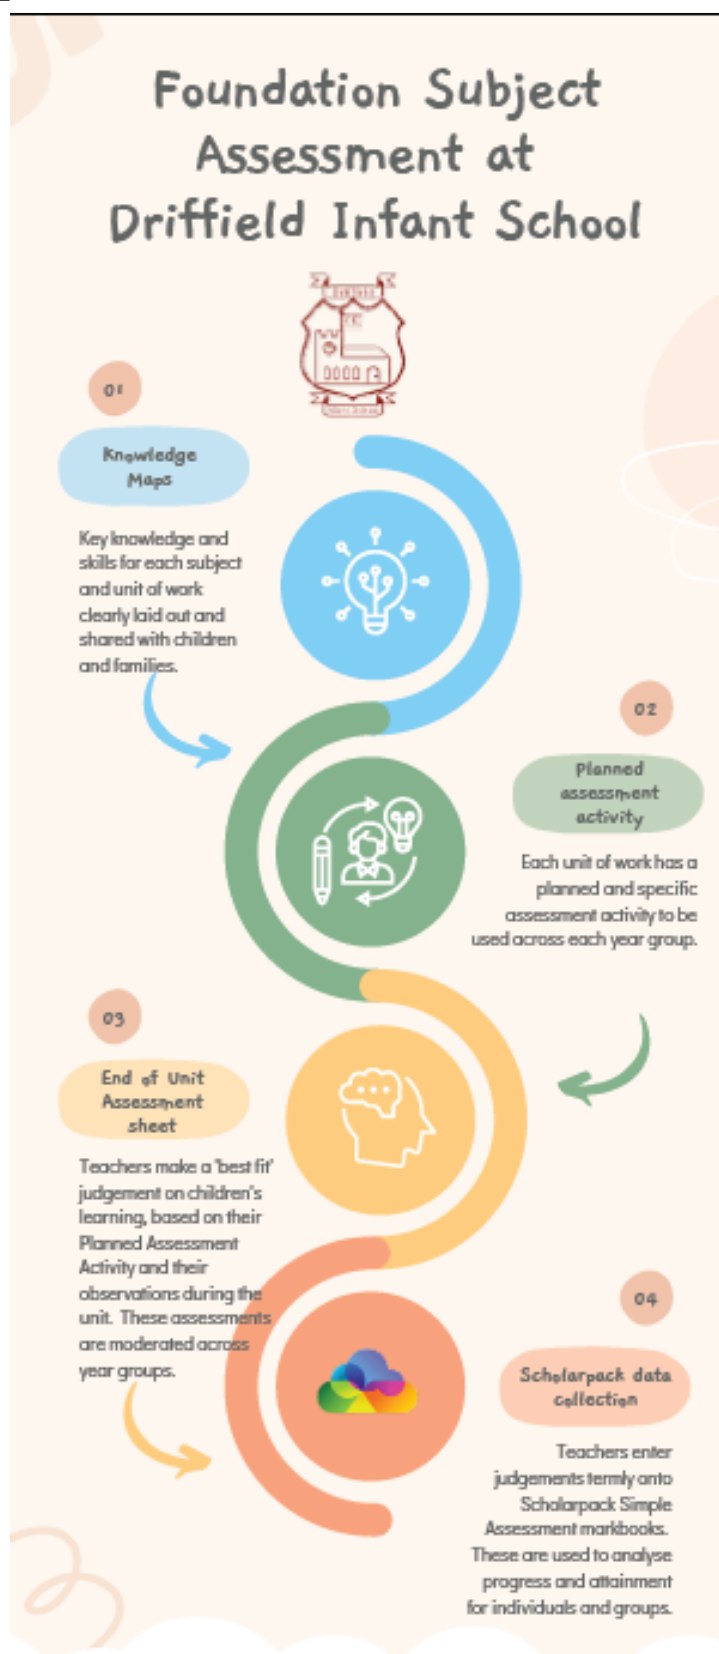 Foundation Subject
Assessment at
Driffield Infant School
01
Knowledge
Maps
Key knowledge and
skills for each subject
and unit of work
clearly laid out and
shared with children
and families.
02
Planned
assessment
activity
Each unit of work has a
planned and specific
assessment activity to be
used across each year group.
03
End of Unit
Assessment
sheet
Teachers make a 'best fit'
judgement on children's
learning, based on their
Planned Assessment
Activity and their
observations during the
unit. These assessments
are moderated across
year groups.
04
Scholarpack data
collection
Teachers enter
judgements termly onto
Scholarpack Simple
Assessment markbooks.
These are used to analyse
progress and attainment
for individuals and groups.